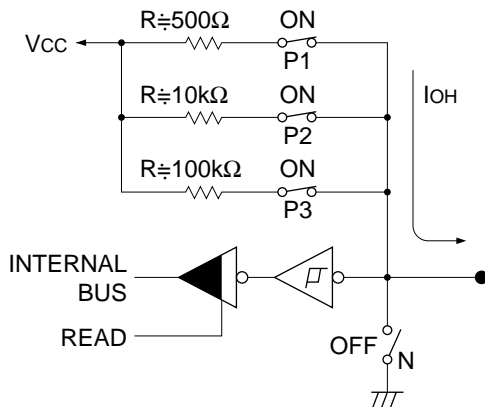 R≒500Ω ON
VCC
P1
IOH
R≒10kΩ ON
P2
R≒100kΩ ON
P3
INTERNAL
BUS
READ
OFF
N